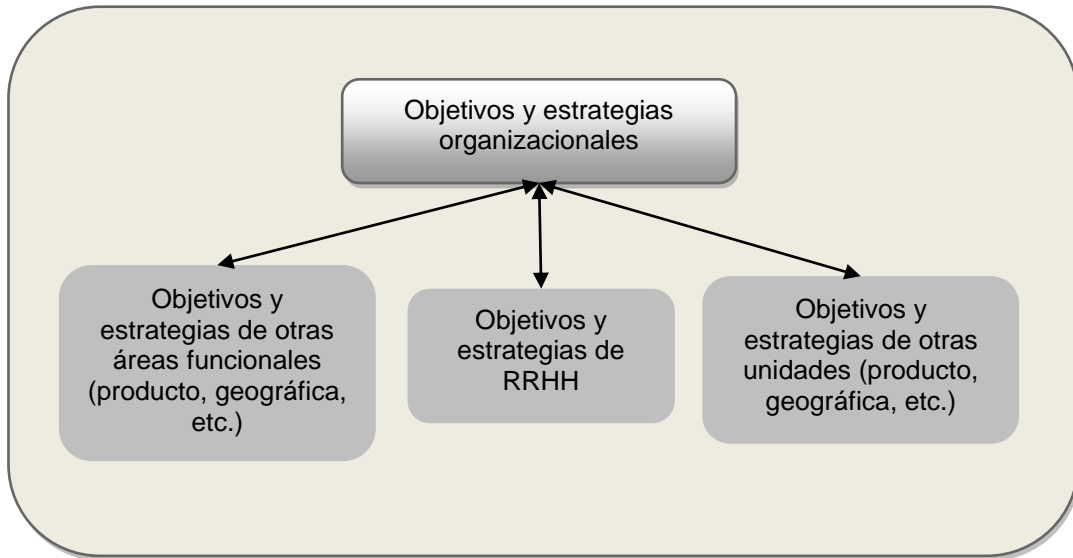 Objetivos y estrategias
organizacionales
Objetivos y
estrategias de otras
áreas funcionales
(producto, geográfica,
etc.)
Objetivos y
estrategias de
RRHH
Objetivos y
estrategias de otras
unidades (producto,
geográfica, etc.)